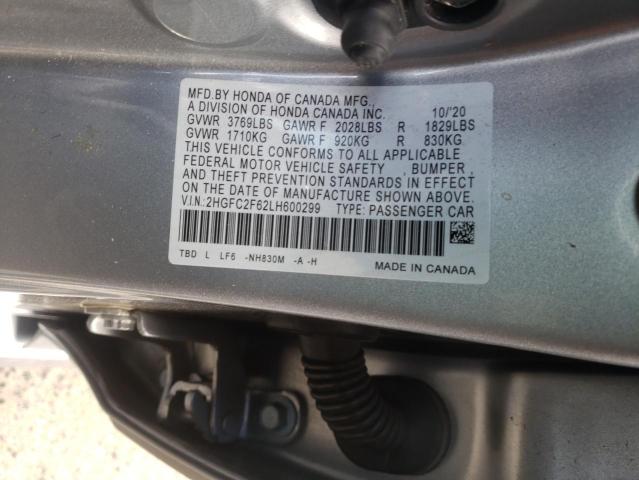 MFD.BY HONDA OF CANADA MFG.,
A DIVISION OF HONDA CANADA INC. 10/'20
GVWR 3769LBS GAWR F 2028LBS R 1829LBS
GVWR 1710KG GAWR F 920KG R 830KG
THIS VEHICLE CONFORMS TO ALL APPLICABLE
FEDERAL MOTOR VEHICLE SAFETY , BUMPER ,
AND THEFT PREVENTION STANDARDS IN EFFECT
ON THE DATE OF MANUFACTURE SHOWN ABOVE.
V.I.N:2HGFC2F62LH600299 TYPE: PASSENGER CAR
TBD L LF6 -NH830M -A -H
MADE IN CANADA